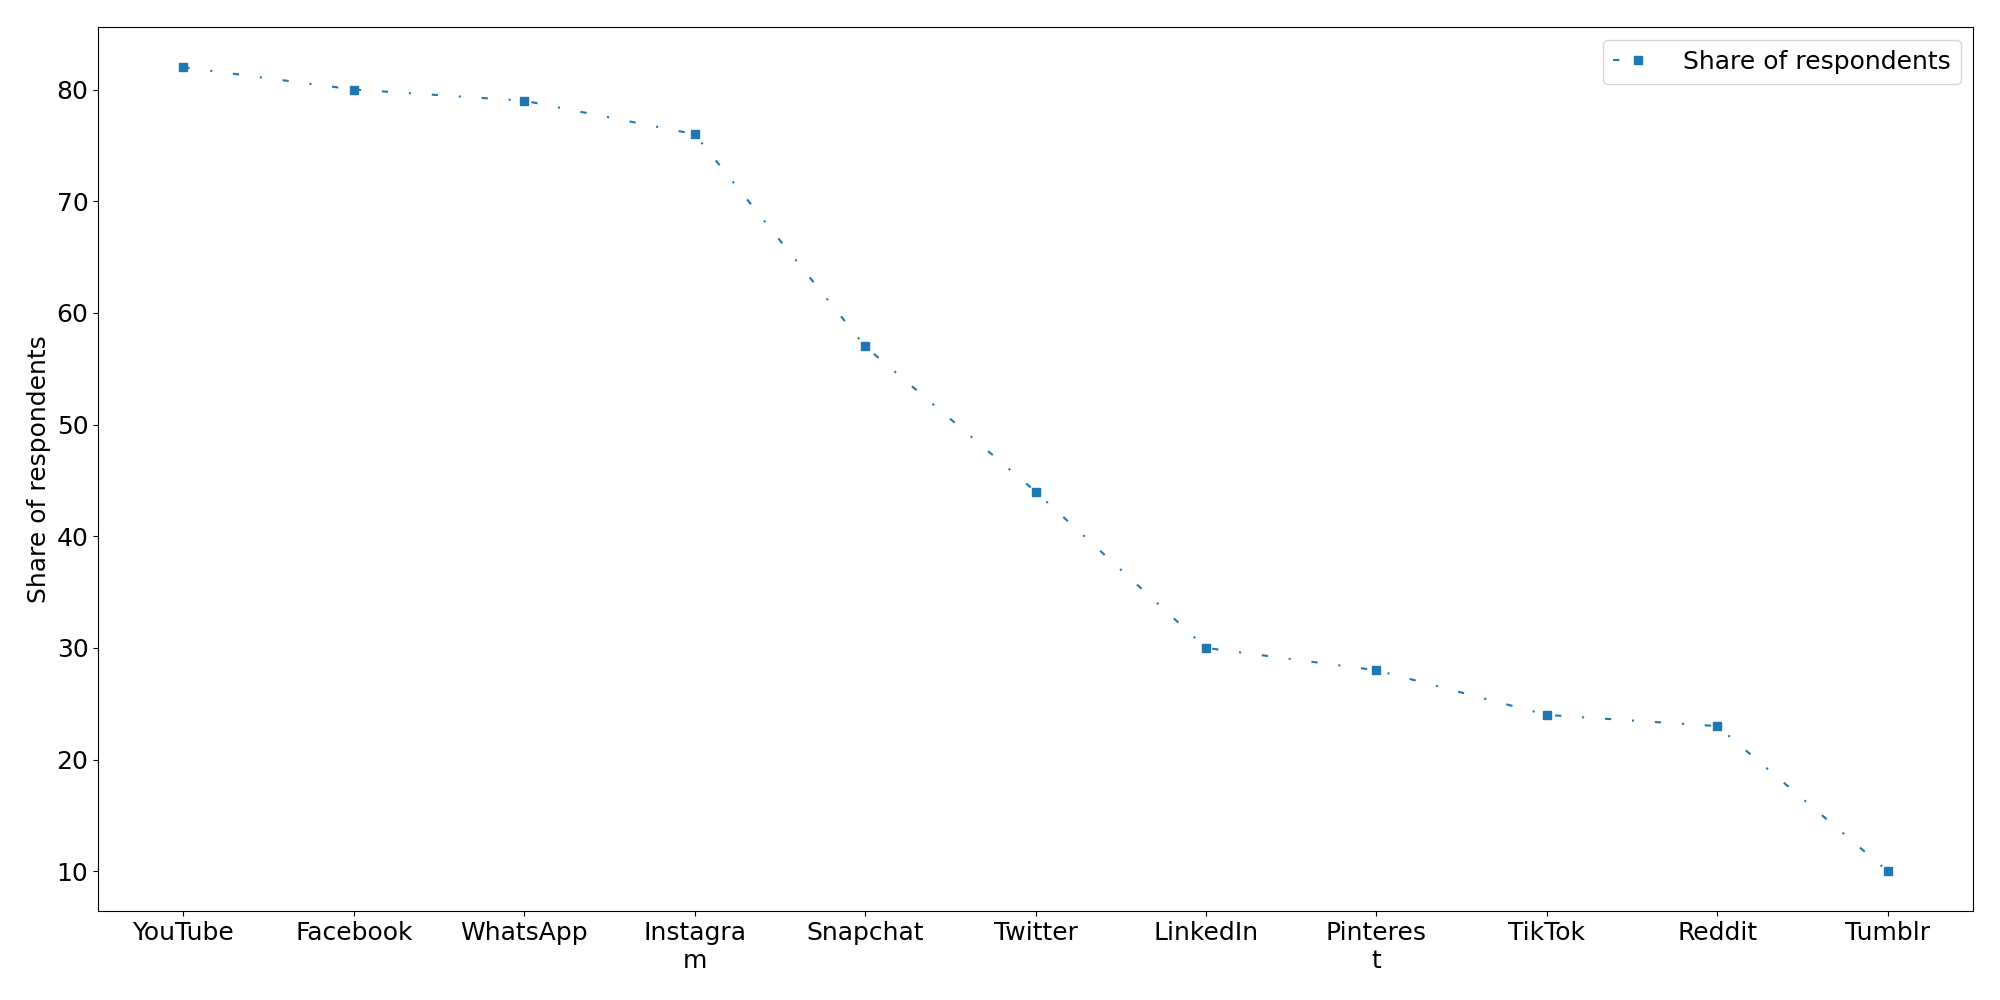 Share of respondents
80
70
60
50
40
30
20
10
Share of respondents
YouTube Facebook WhatsApp Instagra Snapchat Twitter LinkedIn Pinteres TikTok Reddit Tumblr
m t